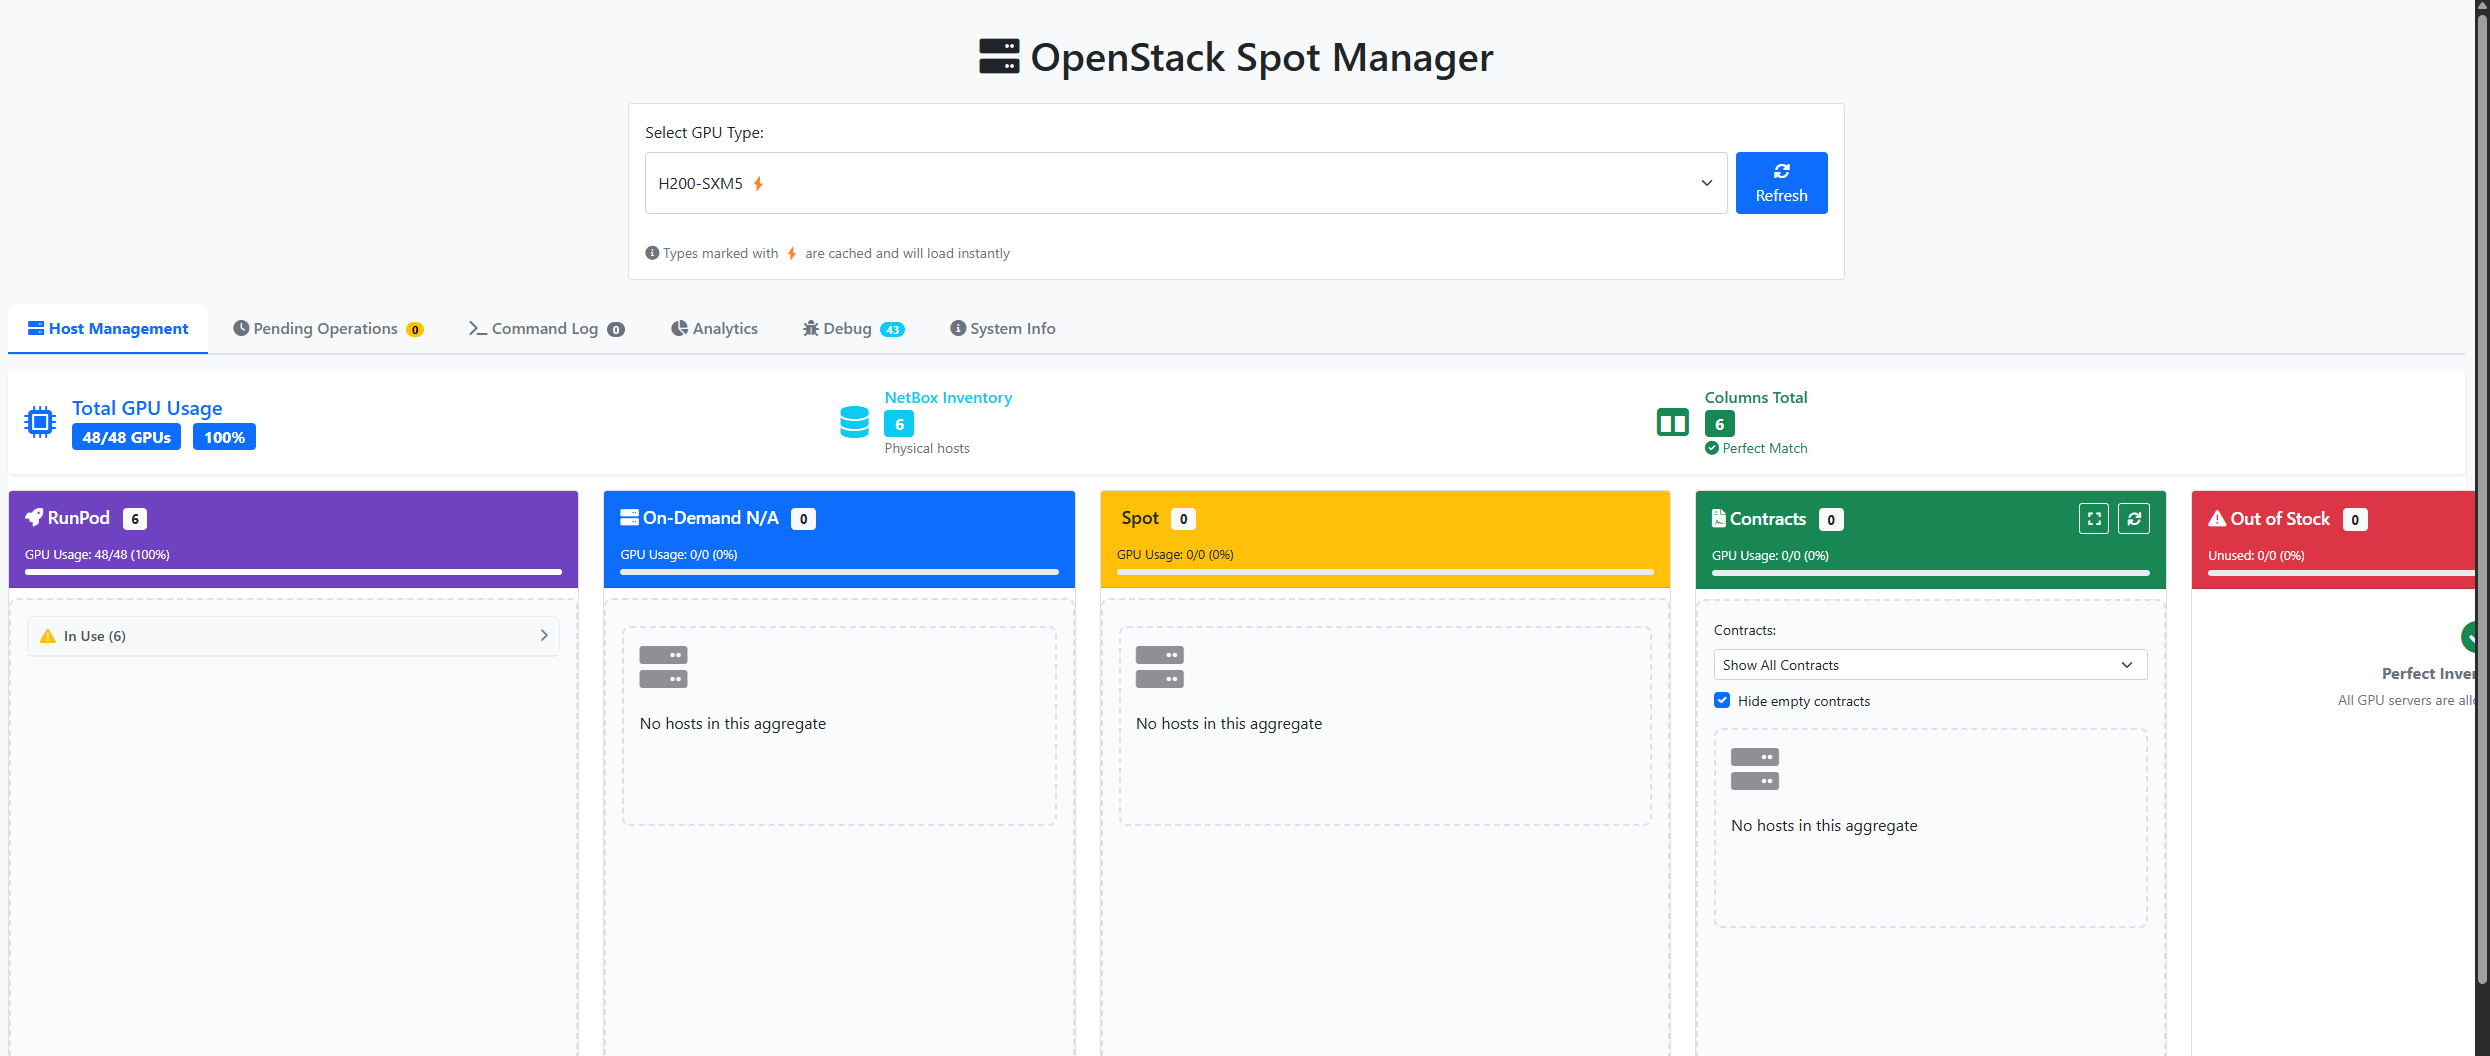 OpenStack Spot Manager
Select GPU Type:
H200-SXM5
Refresh
Types marked with are cached and will load instantly
Host Management
Pending Operations 0
Command Log 0
Analytics
Debug 43
System Info
Total GPU Usage
48/48 GPUs 100%
NetBox Inventory
6
Physical hosts
Columns Total
6
Perfect Match
RunPod 6
GPU Usage: 48/48 (100%)
In Use (6)
On-Demand N/A 0
GPU Usage: 0/0 (0%)
No hosts in this aggregate
Spot 0
GPU Usage: 0/0 (0%)
No hosts in this aggregate
Contracts 0
GPU Usage: 0/0 (0%)
Contracts:
Show All Contracts
Hide empty contracts
No hosts in this aggregate
Out of Stock 0
Unused: 0/0 (0%)
Perfect
All GPU servers are